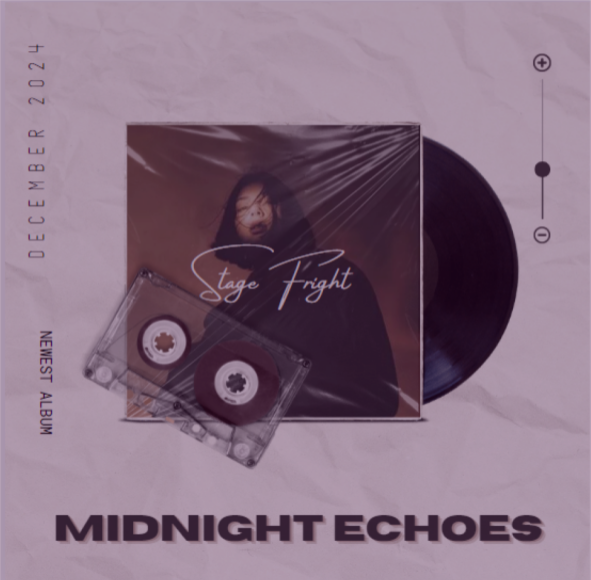 DECEMBER 2024
NEWEST ALBUM
Stage Fright
MIDNIGHT ECHOES